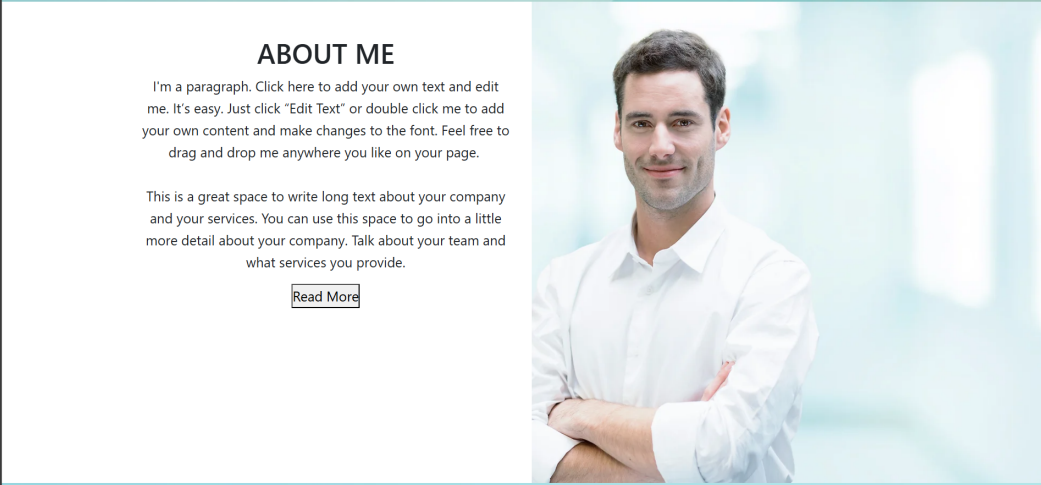 ABOUT ME
I'm a paragraph. Click here to add your own text and edit
me. It’s easy. Just click “Edit Text” or double click me to add
your own content and make changes to the font. Feel free to
drag and drop me anywhere you like on your page.
This is a great space to write long text about your company
and your services. You can use this space to go into a little
more detail about your company. Talk about your team and
what services you provide.
Read More